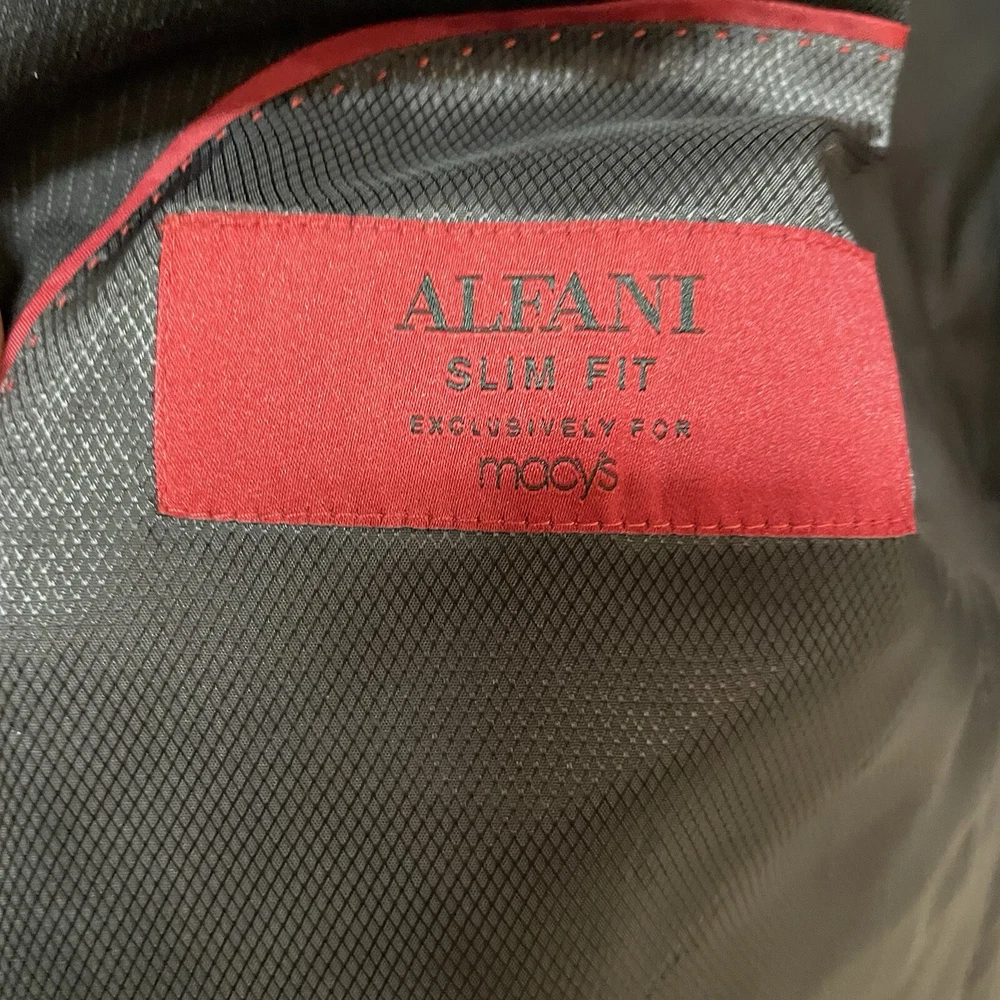 ALFANI
SLIM FIT
EXCLUSIVELY FOR
macy's